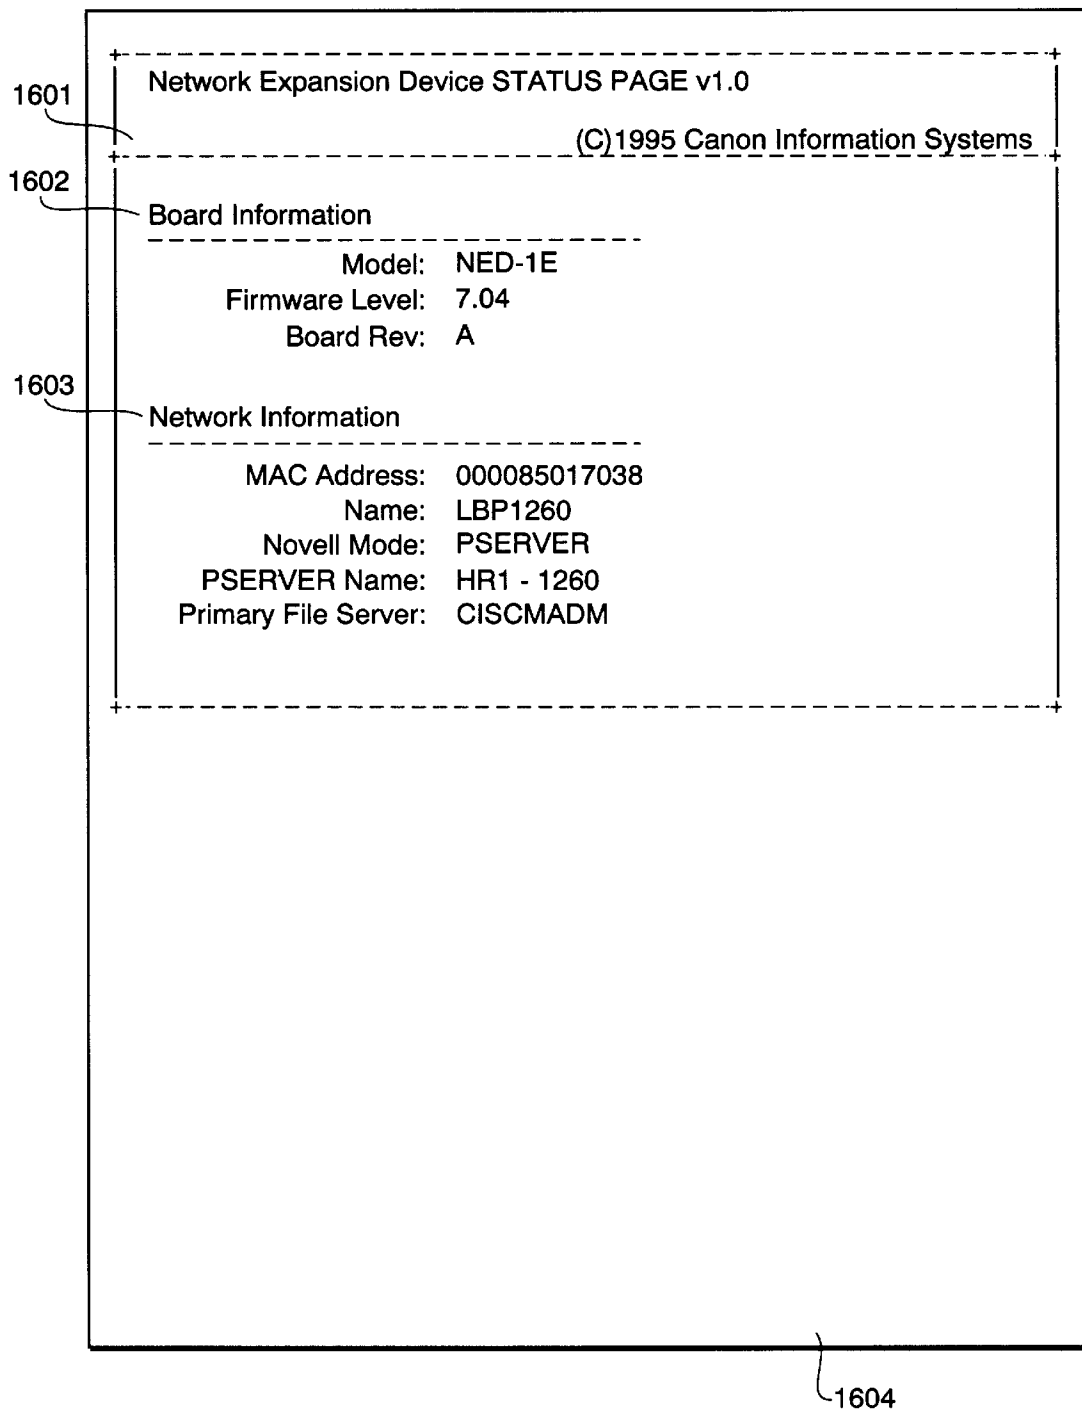 Network Expansion Device STATUS PAGE v1.0
1601
(C)1995 Canon Information Systems
1602
Board Information
Model: NED-1E
Firmware Level: 7.04
Board Rev: A
1603
Network Information
MAC Address: 000085017038
Name: LBP1260
Novell Mode: PSERVER
PSERVER Name: HR1 - 1260
Primary File Server: CISCMADM
1604